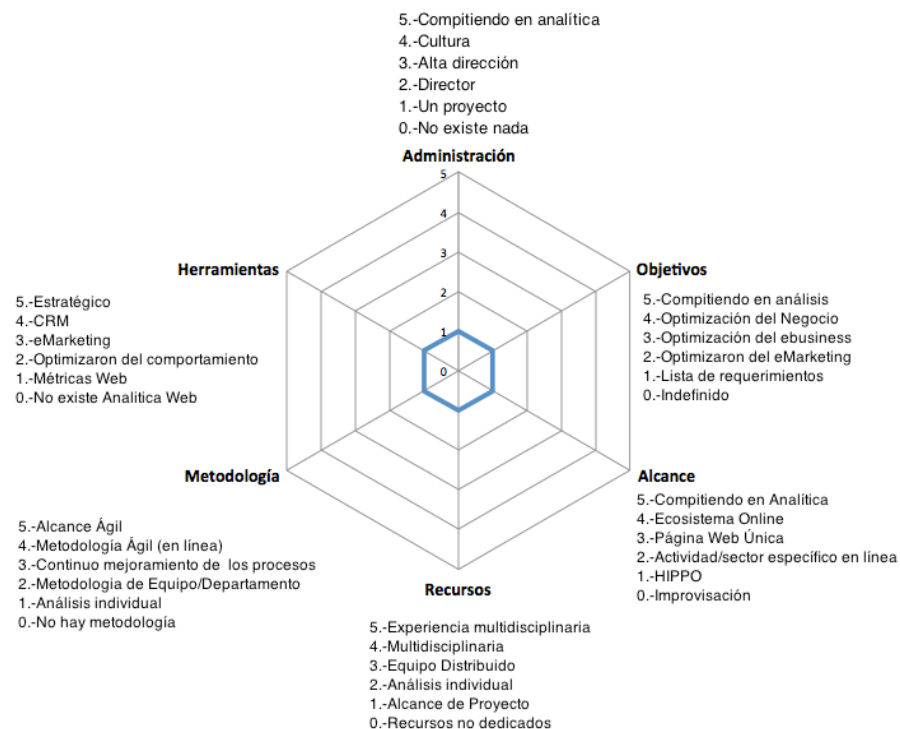 5.-Compitiendo en analítica
4.-Cultura
3.-Alta dirección
2.-Director
1.-Un proyecto
0.-No existe nada
Administración
5
4
3
2
1
0
Herramientas
5.-Estratégico
4.-CRM
3.-eMarketing
2.-Optimizaron del comportamiento
1.-Métricas Web
0.-No existe Analitica Web
Objetivos
5.-Compitiendo en análisis
4.-Optimización del Negocio
3.-Optimización del ebusiness
2.-Optimizaron del eMarketing
1.-Lista de requerimientos
0.-Indefinido
Metodología
5.-Alcance Ágil
4.-Metodología Ágil (en línea)
3.-Continuo mejoramiento de los procesos
2.-Metodologia de Equipo/Departamento
1.-Análisis individual
0.-No hay metodología
Alcance
5.-Compitiendo en Analítica
4.-Ecosistema Online
3.-Página Web Única
2.-Actividad/sector específico en línea
1.-HIPPO
0.-Improvisación
Recursos
5.-Experiencia multidisciplinaria
4.-Multidisciplinaria
3.-Equipo Distribuido
2.-Análisis individual
1.-Alcance de Proyecto
0.-Recursos no dedicados